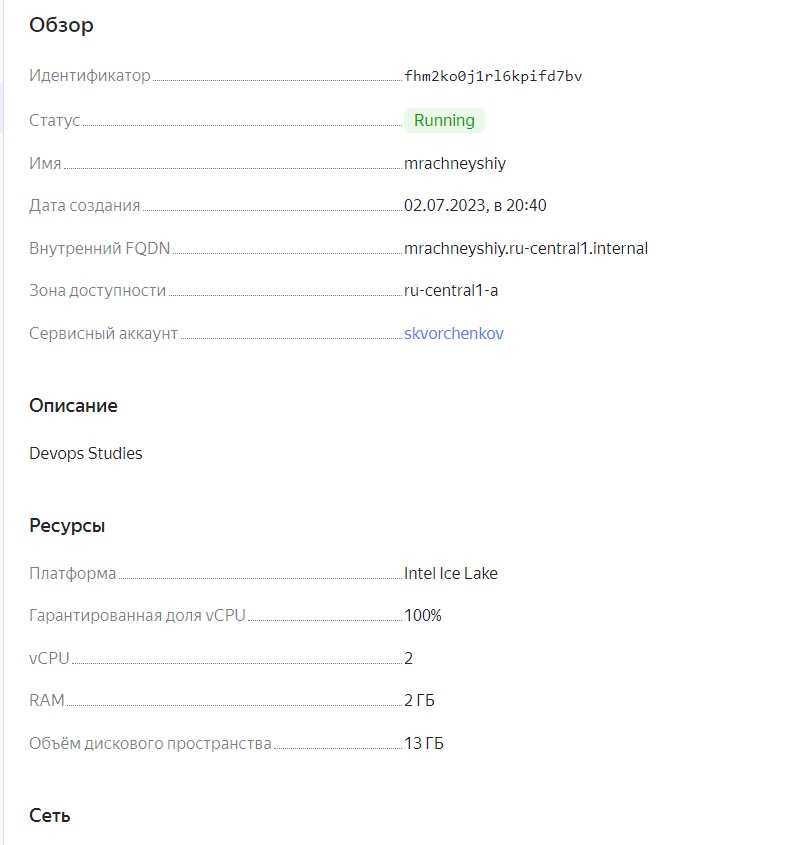 Обзор
Идентификатор fhm2ko0j1rl6kpifd7bv
Статус Running
Имя mrachneyshiy
Дата создания 02.07.2023, в 20:40
Внутренний FQDN mrachneyshiy.ru-central1.internal
Зона доступности ru-central1-a
Сервисный аккаунт skvorchenkov
Описание
Devops Studies
Ресурсы
Платформа Intel Ice Lake
Гарантированная доля vCPU 100%
vCPU 2
RAM 2 ГБ
Объём дискового пространства 13 ГБ
Сеть